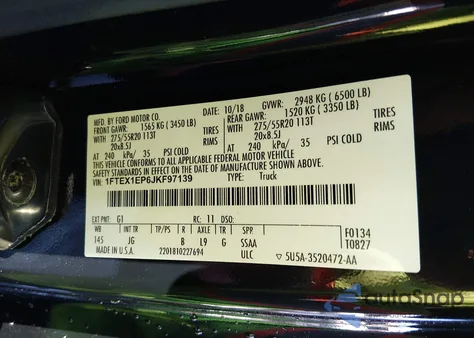 MFD. BY FORD MOTOR CO. DATE: 10/18 GVWR: 2948 KG (6500 LB)
FRONT GAWR: 1565 KG (3450 LB) REAR GAWR: 1520 KG (3350 LB)
WITH 275/55R20 113T TIRES WITH 275/55R20 113T TIRES
20x8.5J RIMS 20x8.5J RIMS
AT 240 kPa/ 35 PSI COLD AT 240 kPa/ 35 PSI COLD
THIS VEHICLE CONFORMS TO ALL APPLICABLE FEDERAL MOTOR VEHICLE
SAFETY STANDARDS IN EFFECT ON THE DATE OF MANUFACTURE SHOWN ABOVE.
VIN: 1FTEX1EP6JKF97139 TYPE: Truck
EXT PNT: G1 RC: 11 DSO: F0134
WB INT TR TP/PS R AXLE TR SPR T0827
145 JG B L9 G SSAA
MADE IN U.S.A. 2201810227694 ULC 5U5A-3520472-AA
autoSnap